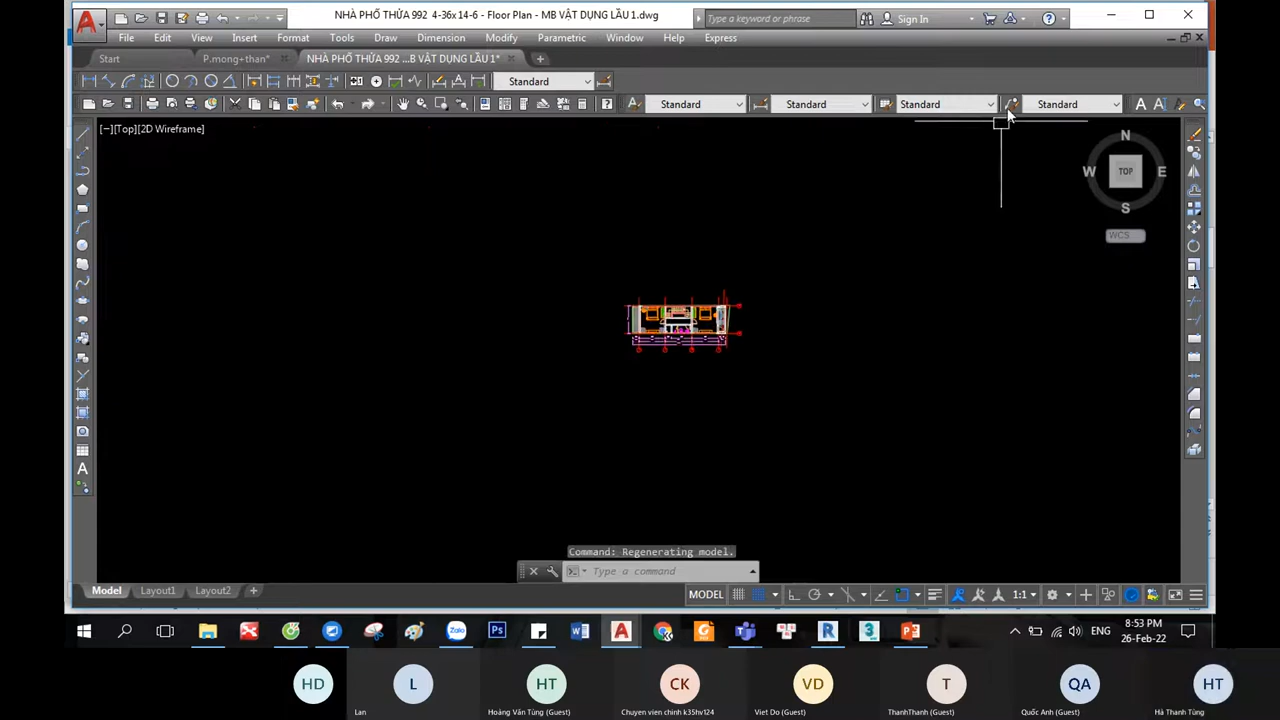 NHÀ PHỐ THỬA 992 4-36x14-6 - Floor Plan - MB VẬT DỤNG LẦU 1.dwg
Type a keyword or phrase
Sign In
File Edit View Insert Format Tools Draw Dimension Modify Parametric Window Help Express
Start
P.mong+than*
NHÀ PHỐ THỬA 992 ...B VẬT DỤNG LẦU 1*
Standard
Standard
Standard
Standard
Standard
[−][Top][2D Wireframe]
N
W
TOP
E
S
WCS
Command: Regenerating model.
Type a command
Model
Layout1
Layout2
MODEL
1:1
ENG
8:53 PM
26-Feb-22
HD
L
HT
CK
VD
T
QA
HT
Lan
Hoàng Văn Tùng (Guest)
Chuyen vien chinh k35hv124
Viet Do (Guest)
ThanhThanh (Guest)
Quốc Anh (Guest)
Hà Thanh Tùng